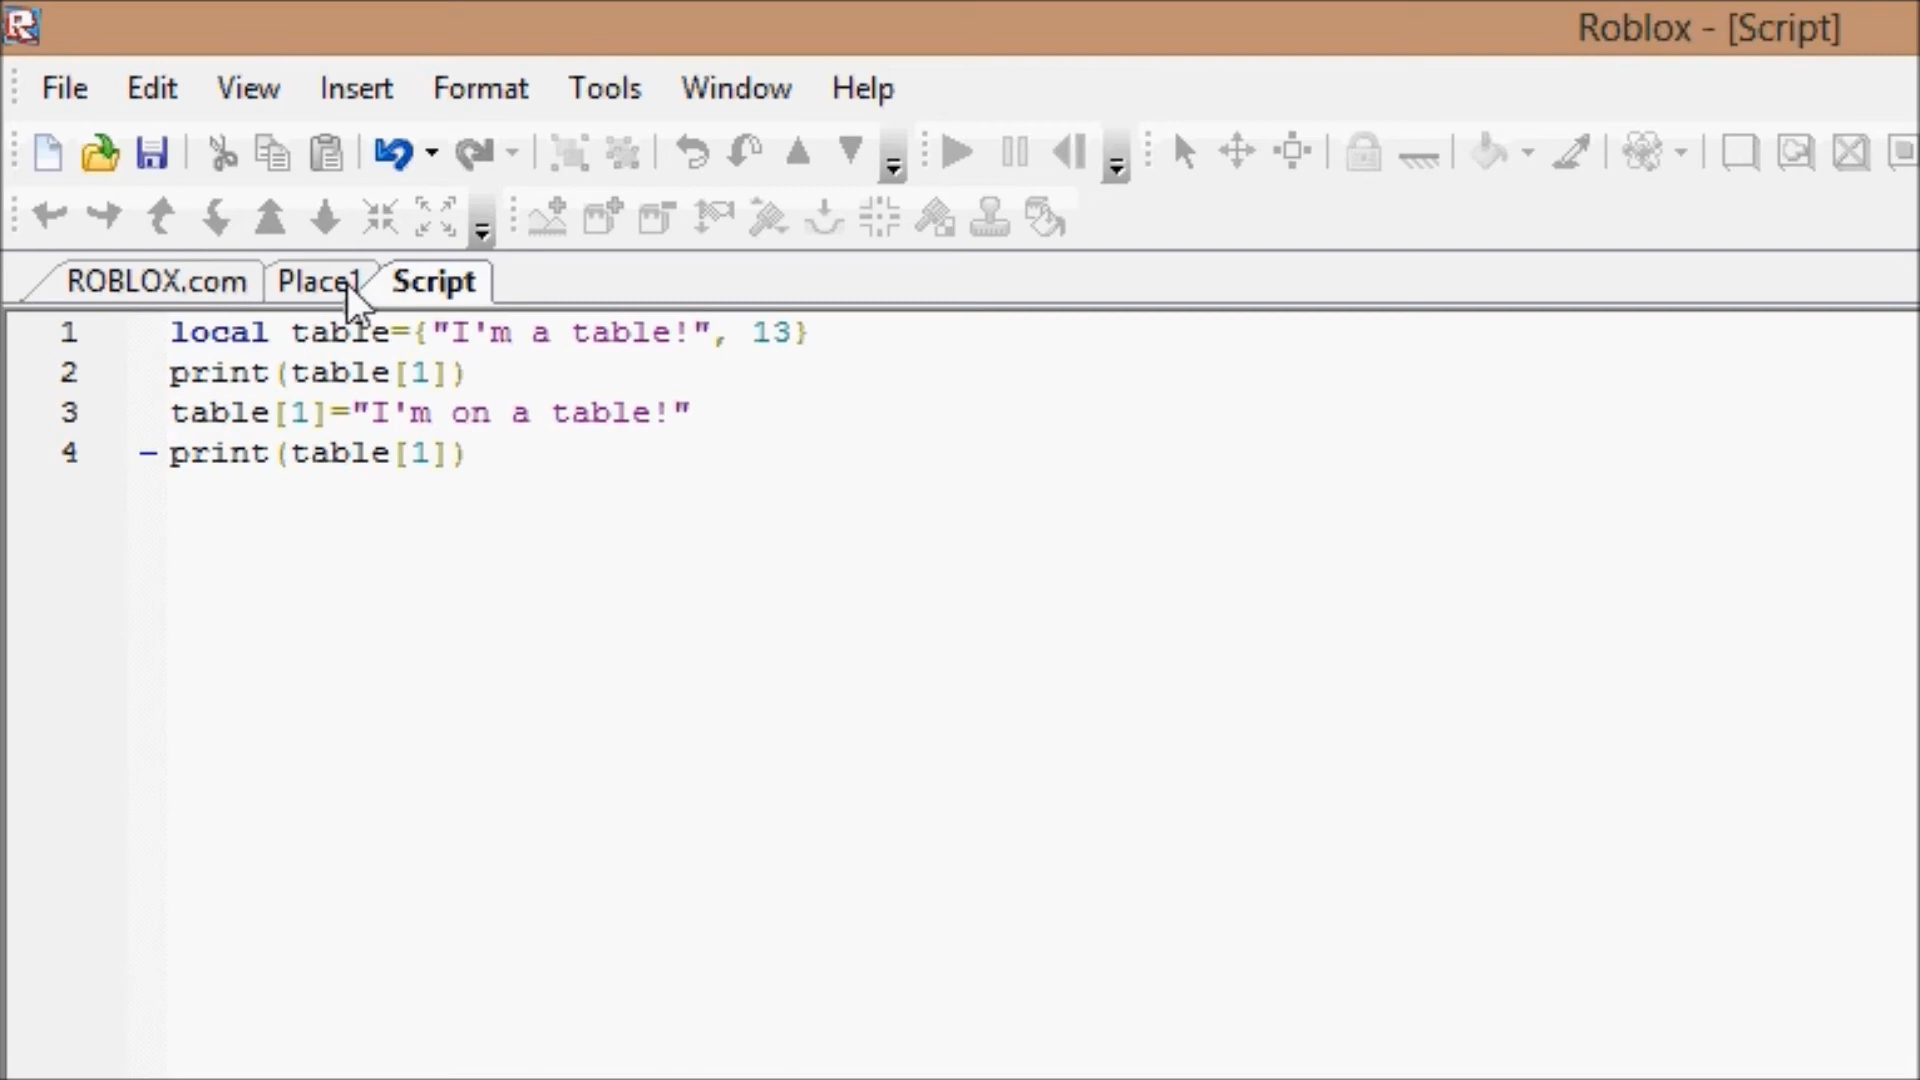 Roblox - [Script]
File Edit View Insert Format Tools Window Help
ROBLOX.com Place1 Script
1 local table={"I'm a table!", 13}
2 print(table[1])
3 table[1]="I'm on a table!"
4 print(table[1])